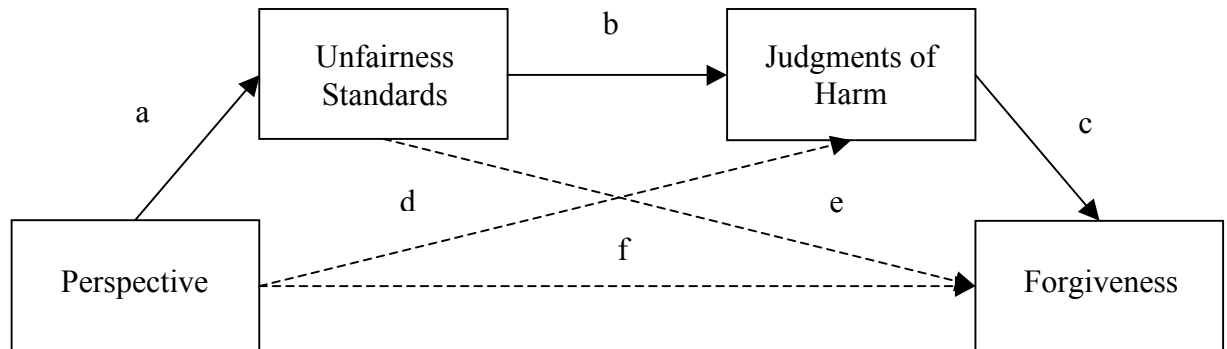 b
Unfairness
Standards
Judgments of
Harm
a
c
d
e
f
Perspective
Forgiveness